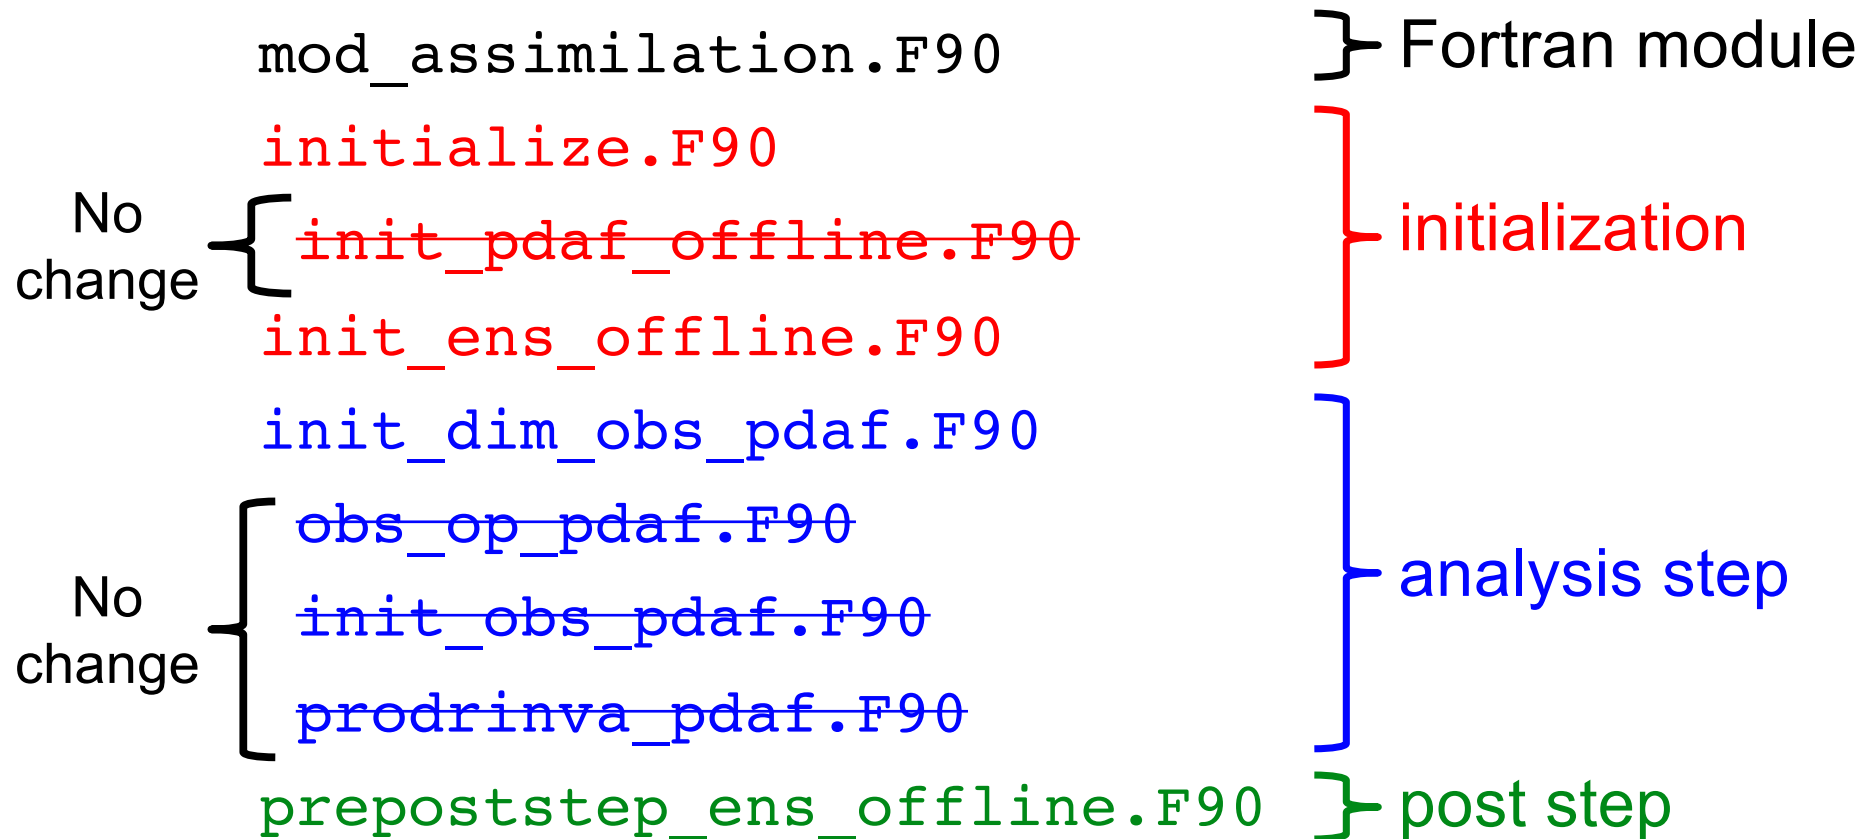 mod_assimilation.F90
Fortran module
initialize.F90
No
change
init_pdaf_offline.F90
initialization
init_ens_offline.F90
init_dim_obs_pdaf.F90
obs_op_pdaf.F90
No
change
init_obs_pdaf.F90
analysis step
prodrinva_pdaf.F90
prepoststep_ens_offline.F90
post step